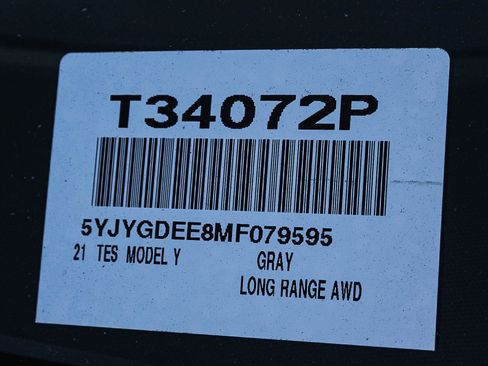 T34072P
5YJYGDEE8MF079595
21 TES MODEL Y GRAY
LONG RANGE AWD